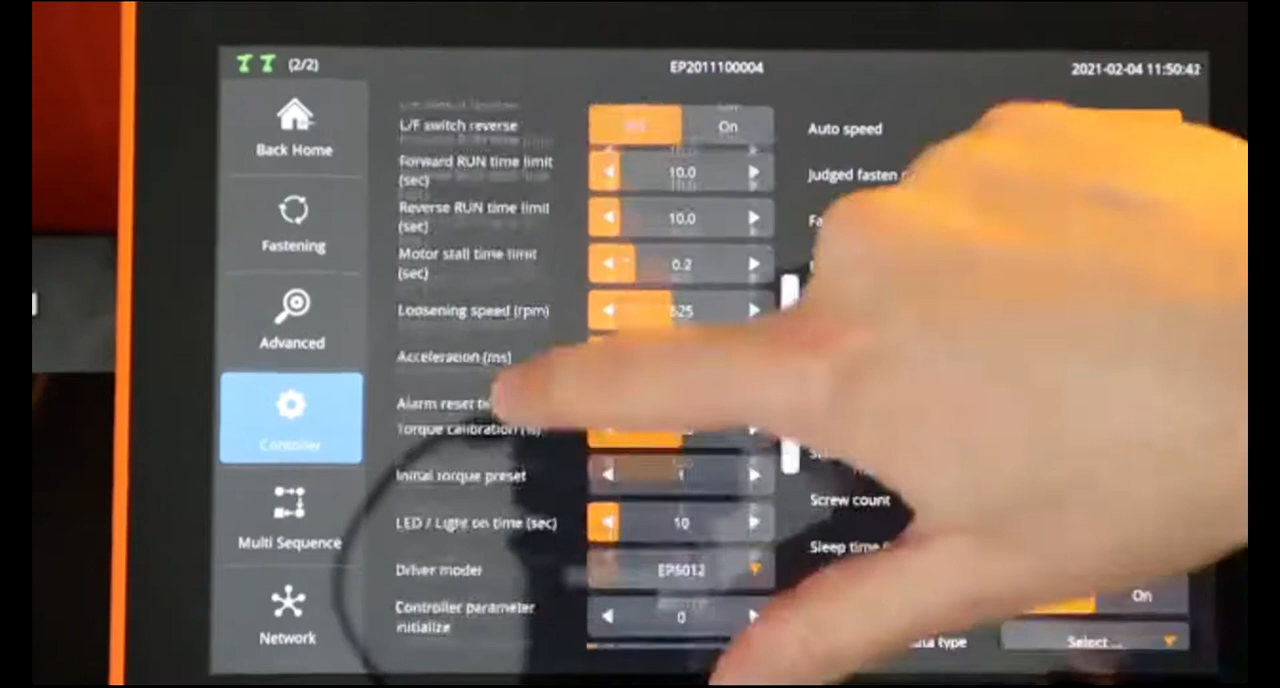 (2/2)
EP2011100004
2021-02-04 11:50:42
Back Home
Fastening
Advanced
Controller
Multi Sequence
Network
L/F switch reverse
On
Forward RUN time limit
(sec)
10.0
Reverse RUN time limit
(sec)
10.0
Motor stall time limit
(sec)
0.2
Loosening speed (rpm)
625
Acceleration (ms)
Alarm reset
Torque calibration (%)
Initial torque preset
1
LED / Light on time (sec)
10
Driver model
EP5012
Controller parameter
initialize
0
Auto speed
Judged fasten
Screw count
Sleep time
On
type
Select ...